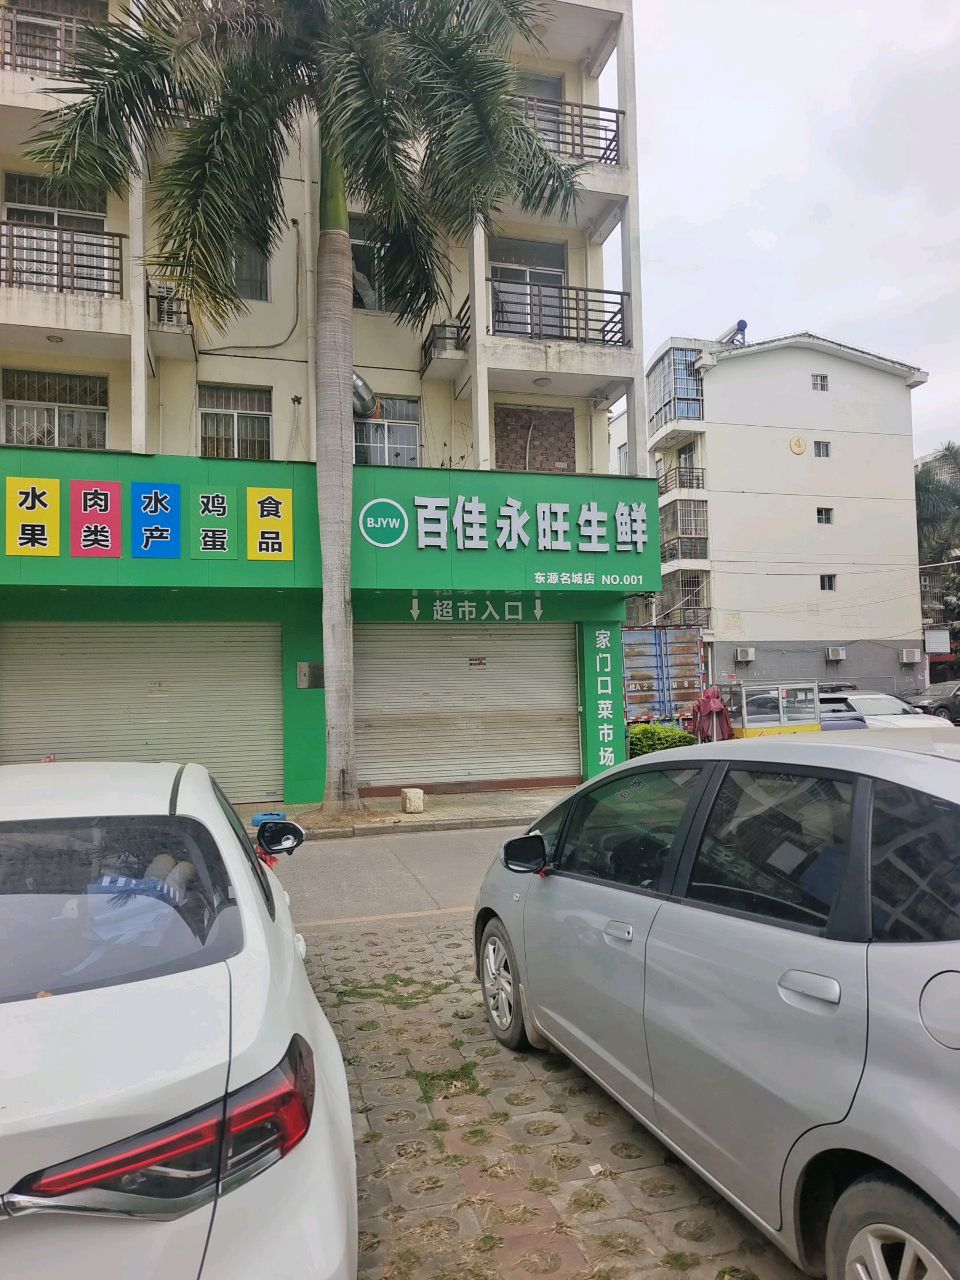 水果
肉类
水产
鸡蛋
食品
BJYW
百佳永旺生鲜
东源名城店 NO.001
超市入口
家门口菜市场
4